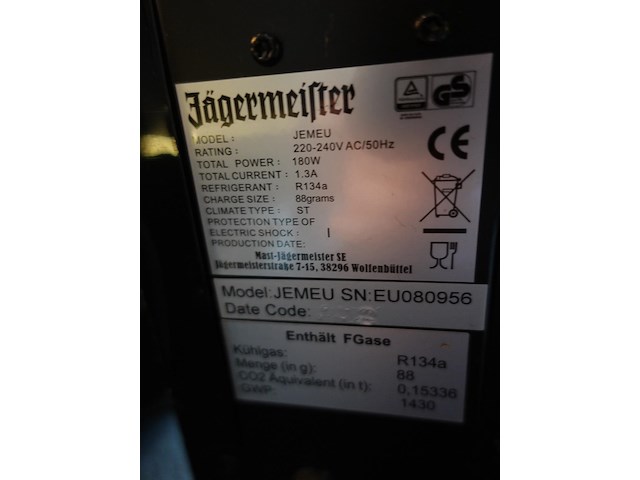 Jägermeiſter
MODEL : JEMEU
RATING : 220-240V AC/50Hz
TOTAL POWER : 180W
TOTAL CURRENT : 1.3A
REFRIGERANT : R134a
CHARGE SIZE : 88grams
CLIMATE TYPE : ST
PROTECTION TYPE OF
ELECTRIC SHOCK : I
PRODUCTION DATE:
Mast-Jägermeister SE
Jägermeisterstraße 7-15, 38296 Wolfenbüttel
GS
CE
Model:JEMEU SN:EU080956
Date Code:
Enthält FGase
Kühlgas: R134a
Menge (in g): 88
CO2 Äquivalent (in t): 0,15336
GWP: 1430